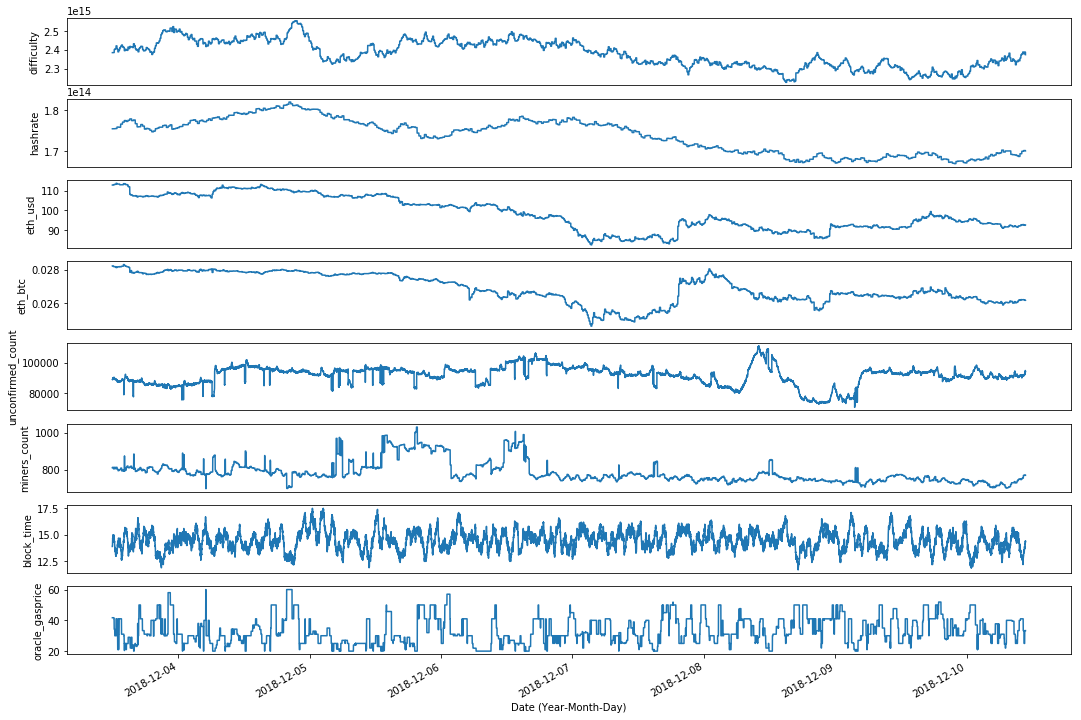 1e15
difficulty
2.5
2.4
2.3
1e14
hashrate
1.8
1.7
eth_usd
110
100
90
eth_btc
0.028
0.026
unconfirmed_count
100000
80000
miners_count
1000
800
block_time
17.5
15.0
12.5
oracle_gasprice
60
40
20
2018-12-04
2018-12-05
2018-12-06
2018-12-07
2018-12-08
2018-12-09
2018-12-10
Date (Year-Month-Day)